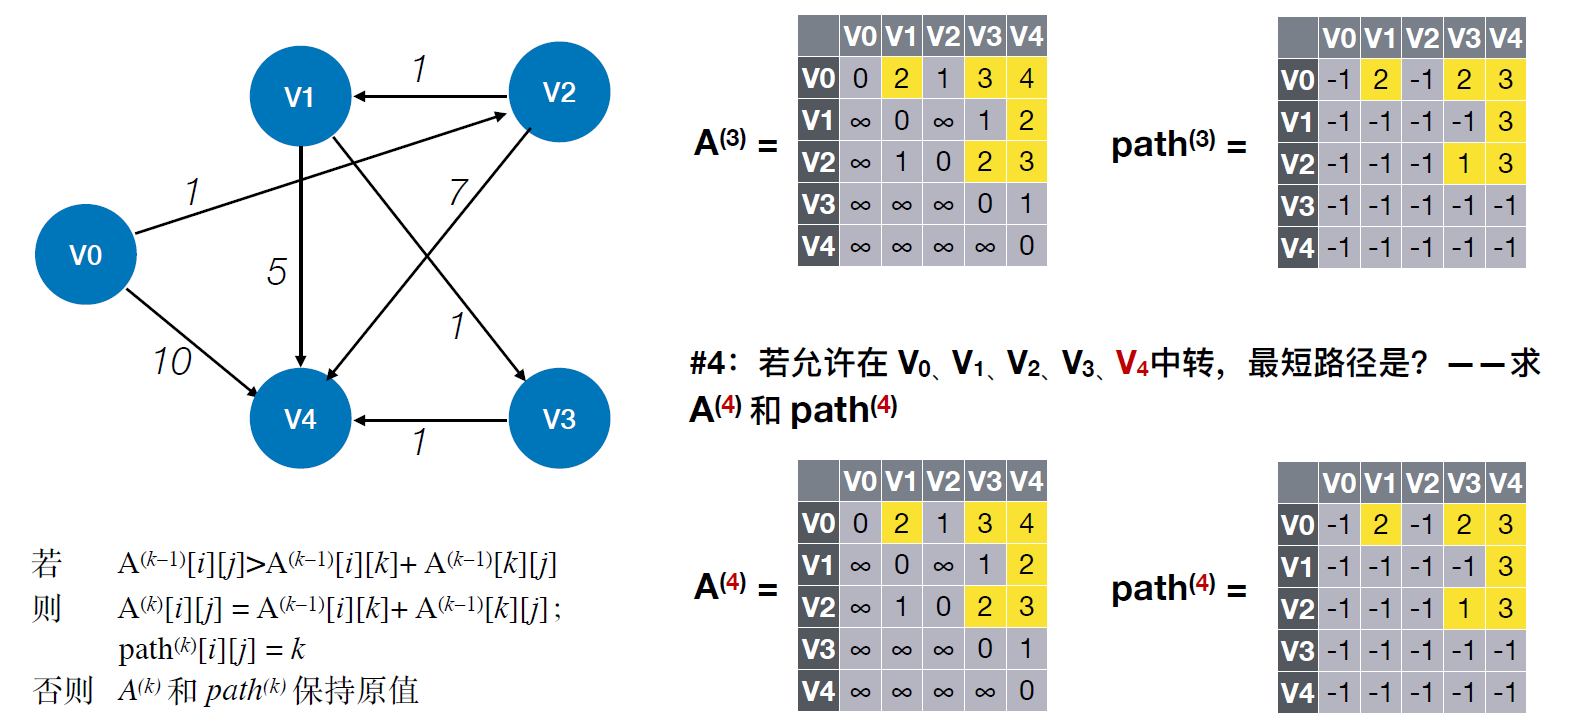 V1
V2
V0
V4
V3
1
1
7
5
1
10
1
若 A(k−1)[i][j]>A(k−1)[i][k]+ A(k−1)[k][j]
则 A(k)[i][j] = A(k−1)[i][k]+ A(k−1)[k][j] ;
path(k)[i][j] = k
否则 A(k) 和 path(k) 保持原值
A(3) =
V0 V1 V2 V3 V4
V0 0 2 1 3 4
V1 ∞ 0 ∞ 1 2
V2 ∞ 1 0 2 3
V3 ∞ ∞ ∞ 0 1
V4 ∞ ∞ ∞ ∞ 0
path(3) =
V0 V1 V2 V3 V4
V0 -1 2 -1 2 3
V1 -1 -1 -1 -1 3
V2 -1 -1 -1 1 3
V3 -1 -1 -1 -1 -1
V4 -1 -1 -1 -1 -1
#4：若允许在 V0、V1、V2、V3、V4中转，最短路径是？——求
A(4) 和 path(4)
A(4) =
V0 V1 V2 V3 V4
V0 0 2 1 3 4
V1 ∞ 0 ∞ 1 2
V2 ∞ 1 0 2 3
V3 ∞ ∞ ∞ 0 1
V4 ∞ ∞ ∞ ∞ 0
path(4) =
V0 V1 V2 V3 V4
V0 -1 2 -1 2 3
V1 -1 -1 -1 -1 3
V2 -1 -1 -1 1 3
V3 -1 -1 -1 -1 -1
V4 -1 -1 -1 -1 -1